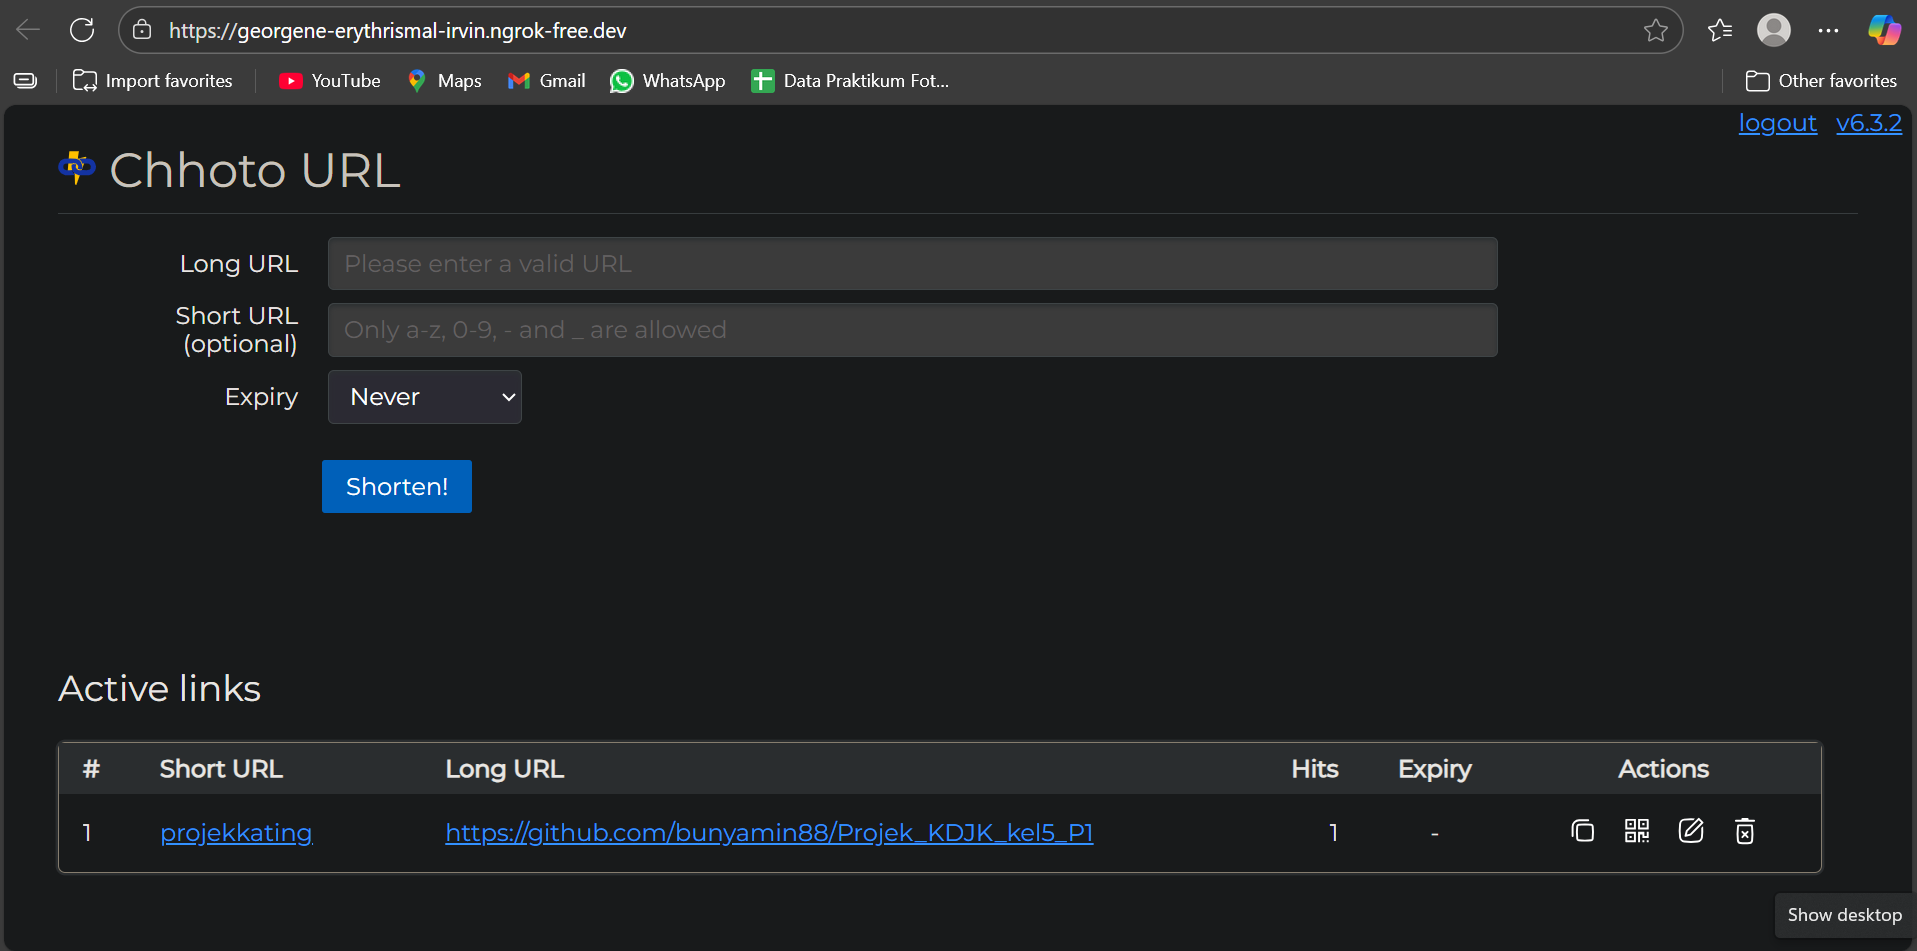 https://georgene-erythrismal-irvin.ngrok-free.dev
Import favorites YouTube Maps Gmail WhatsApp Data Praktikum Fot... Other favorites
logout v6.3.2
Chhoto URL
Long URL Please enter a valid URL
Short URL (optional) Only a-z, 0-9, - and _ are allowed
Expiry Never
Shorten!
Active links
# Short URL Long URL Hits Expiry Actions
1 projekkating https://github.com/bunyamin88/Projek_KDJK_kel5_P1 1 -
Show desktop